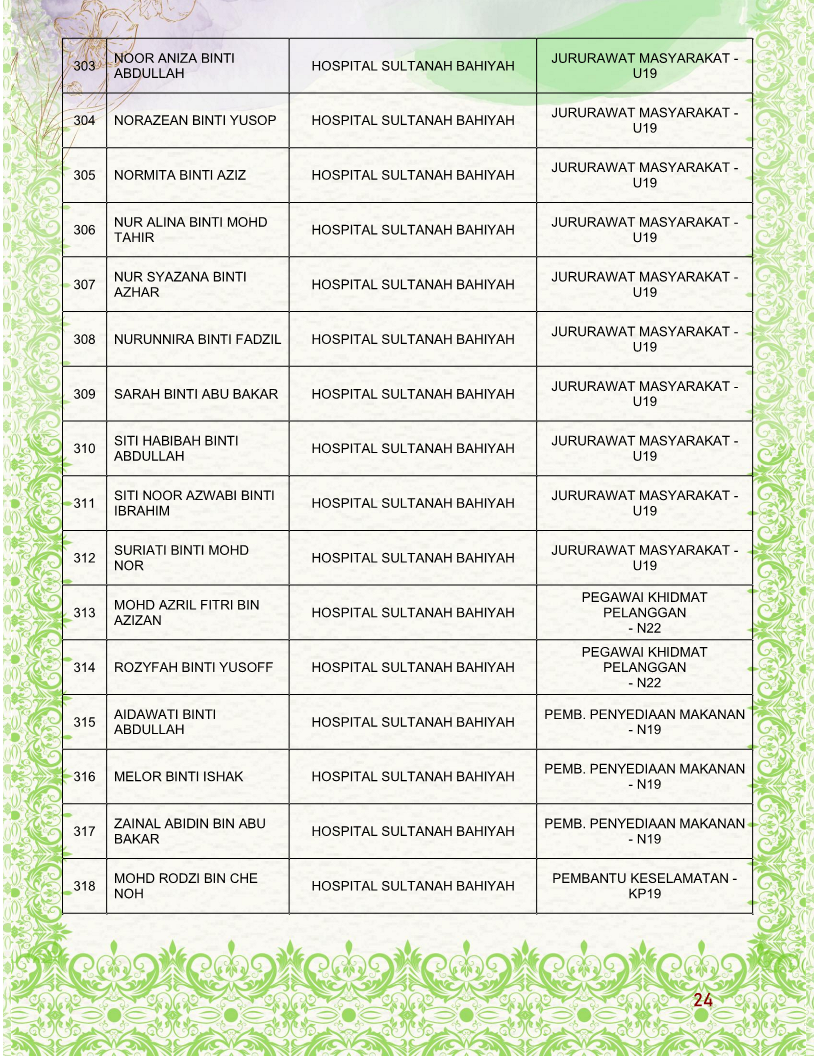 303
NOOR ANIZA BINTI
ABDULLAH
HOSPITAL SULTANAH BAHIYAH
JURURAWAT MASYARAKAT -
U19
304
NORAZEAN BINTI YUSOP
HOSPITAL SULTANAH BAHIYAH
JURURAWAT MASYARAKAT -
U19
305
NORMITA BINTI AZIZ
HOSPITAL SULTANAH BAHIYAH
JURURAWAT MASYARAKAT -
U19
306
NUR ALINA BINTI MOHD
TAHIR
HOSPITAL SULTANAH BAHIYAH
JURURAWAT MASYARAKAT -
U19
307
NUR SYAZANA BINTI
AZHAR
HOSPITAL SULTANAH BAHIYAH
JURURAWAT MASYARAKAT -
U19
308
NURUNNIRA BINTI FADZIL
HOSPITAL SULTANAH BAHIYAH
JURURAWAT MASYARAKAT -
U19
309
SARAH BINTI ABU BAKAR
HOSPITAL SULTANAH BAHIYAH
JURURAWAT MASYARAKAT -
U19
310
SITI HABIBAH BINTI
ABDULLAH
HOSPITAL SULTANAH BAHIYAH
JURURAWAT MASYARAKAT -
U19
311
SITI NOOR AZWABI BINTI
IBRAHIM
HOSPITAL SULTANAH BAHIYAH
JURURAWAT MASYARAKAT -
U19
312
SURIATI BINTI MOHD
NOR
HOSPITAL SULTANAH BAHIYAH
JURURAWAT MASYARAKAT -
U19
313
MOHD AZRIL FITRI BIN
AZIZAN
HOSPITAL SULTANAH BAHIYAH
PEGAWAI KHIDMAT
PELANGGAN
- N22
314
ROZYFAH BINTI YUSOFF
HOSPITAL SULTANAH BAHIYAH
PEGAWAI KHIDMAT
PELANGGAN
- N22
315
AIDAWATI BINTI
ABDULLAH
HOSPITAL SULTANAH BAHIYAH
PEMB. PENYEDIAAN MAKANAN
- N19
316
MELOR BINTI ISHAK
HOSPITAL SULTANAH BAHIYAH
PEMB. PENYEDIAAN MAKANAN
- N19
317
ZAINAL ABIDIN BIN ABU
BAKAR
HOSPITAL SULTANAH BAHIYAH
PEMB. PENYEDIAAN MAKANAN
- N19
318
MOHD RODZI BIN CHE
NOH
HOSPITAL SULTANAH BAHIYAH
PEMBANTU KESELAMATAN -
KP19
24